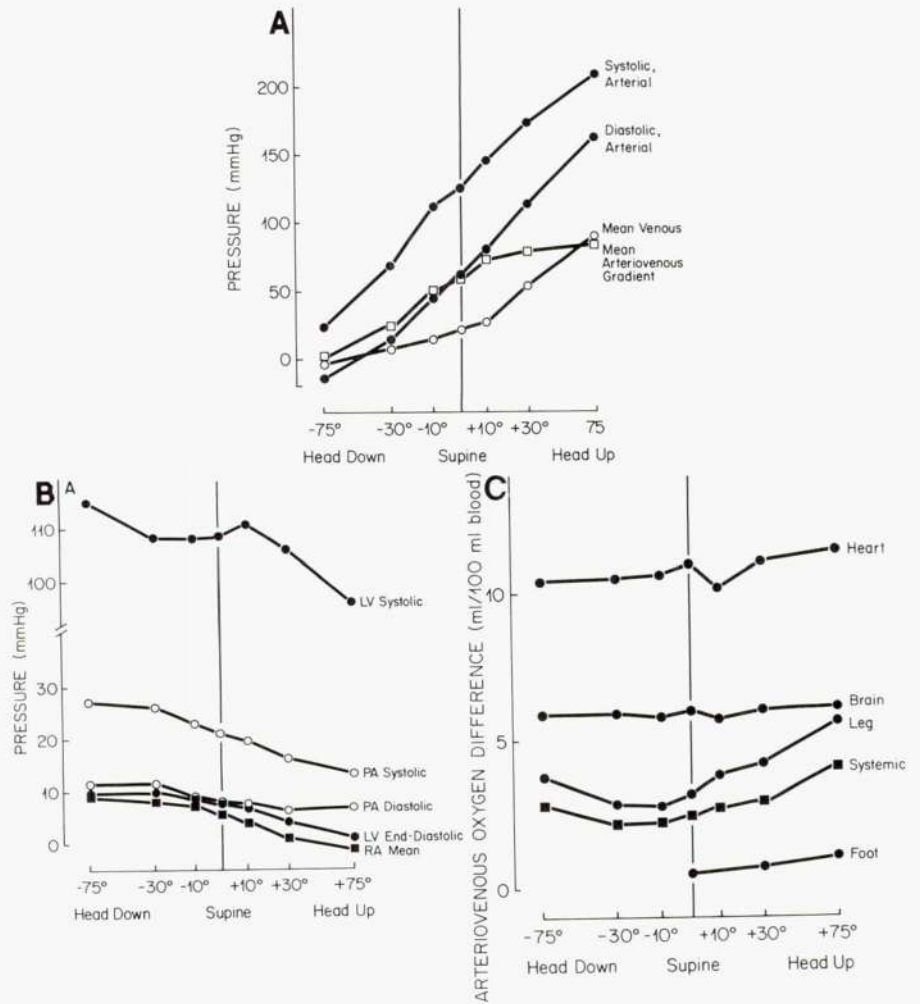 A
PRESSURE (mmHg)
200
150
100
50
0
Systolic,
Arterial
Diastolic,
Arterial
Mean Venous
Mean
Arteriovenous
Gradient
-75° -30° -10° +10° +30° 75
Head Down Supine Head Up
B A
PRESSURE (mmHg)
110
100
30
20
10
0
LV Systolic
PA Systolic
PA Diastolic
LV End-Diastolic
RA Mean
-75° -30° -10° +10° +30° +75°
Head Down Supine Head Up
C
ARTERIOVENOUS OXYGEN DIFFERENCE (ml/100 ml blood)
10
5
0
Heart
Brain
Leg
Systemic
Foot
-75° -30° -10° +10° +30° +75°
Head Down Supine Head Up